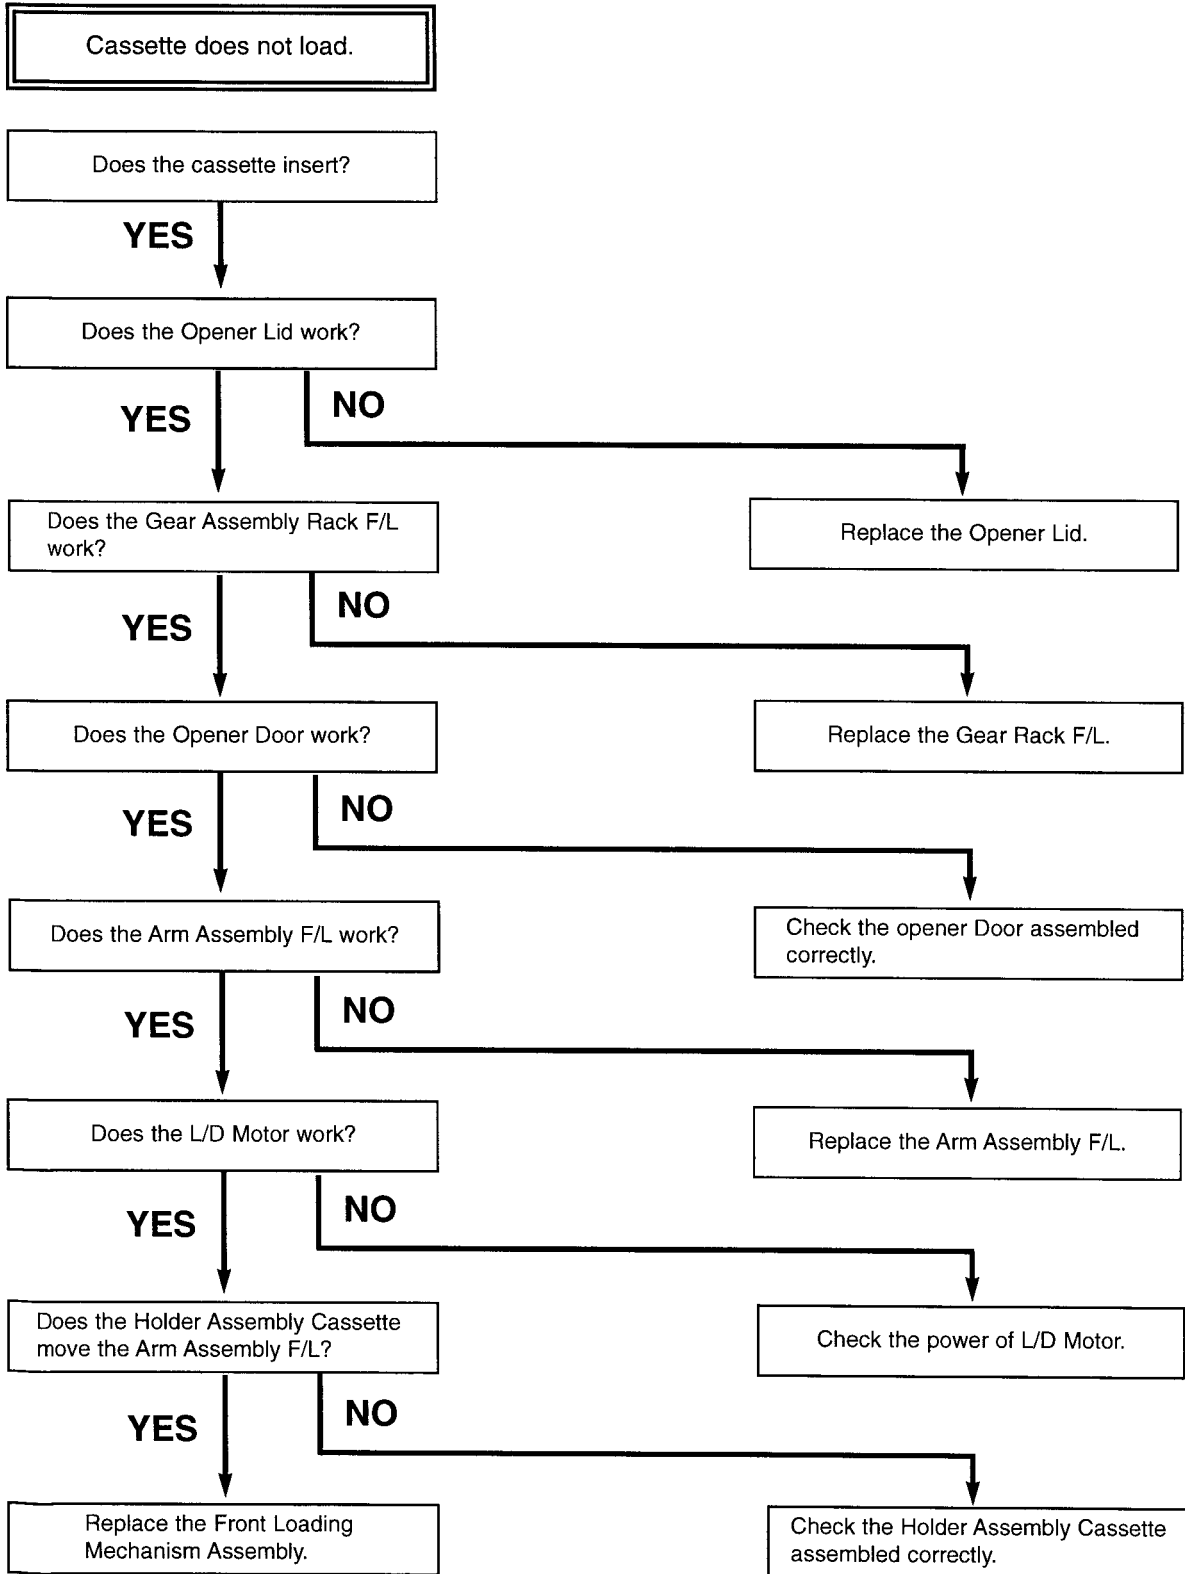 Cassette does not load.
Does the cassette insert?
YES
Does the Opener Lid work?
YES
NO
Does the Gear Assembly Rack F/L
work?
Replace the Opener Lid.
YES
NO
Does the Opener Door work?
Replace the Gear Rack F/L.
YES
NO
Does the Arm Assembly F/L work?
Check the opener Door assembled
correctly.
YES
NO
Does the L/D Motor work?
Replace the Arm Assembly F/L.
YES
NO
Does the Holder Assembly Cassette
move the Arm Assembly F/L?
Check the power of L/D Motor.
YES
NO
Replace the Front Loading
Mechanism Assembly.
Check the Holder Assembly Cassette
assembled correctly.